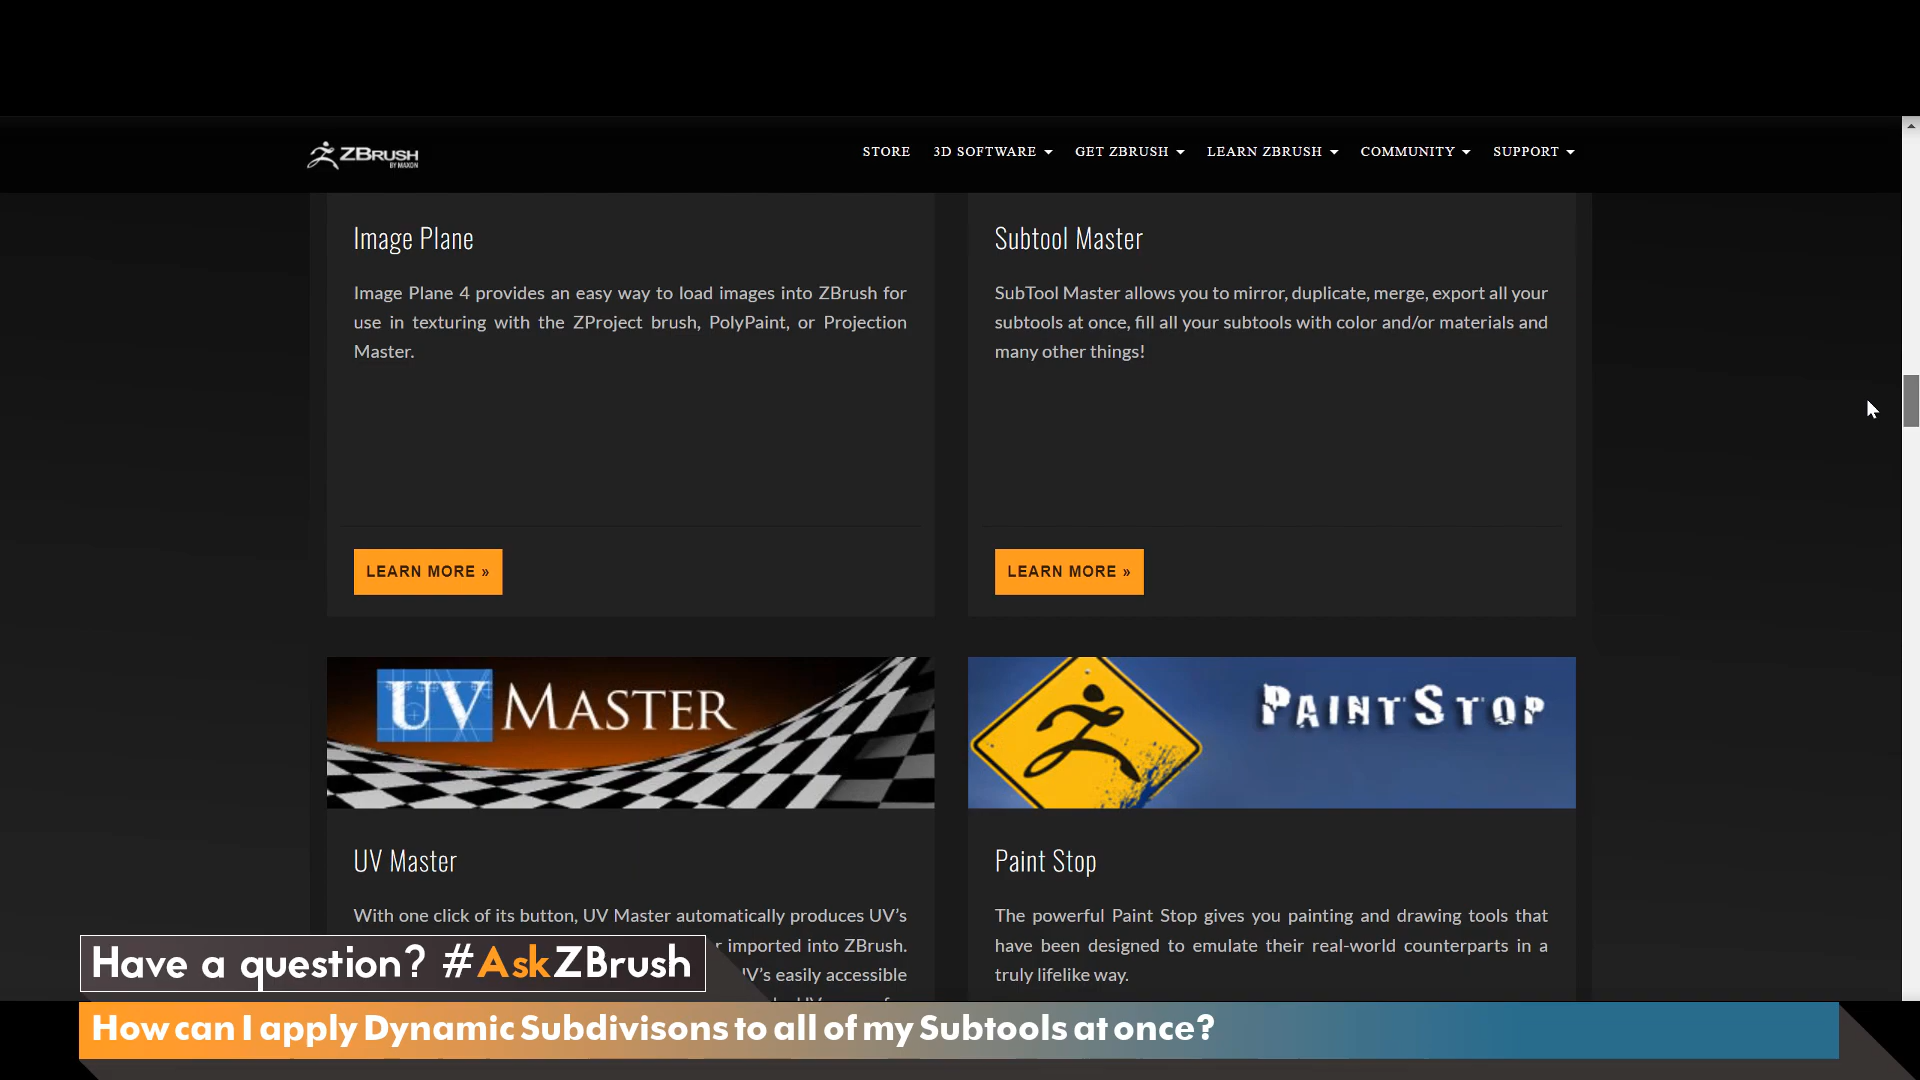 ZBRUSH
BY MAXON
STORE 3D SOFTWARE GET ZBRUSH LEARN ZBRUSH COMMUNITY SUPPORT
Image Plane
Image Plane 4 provides an easy way to load images into ZBrush for
use in texturing with the ZProject brush, PolyPaint, or Projection
Master.
LEARN MORE »
Subtool Master
SubTool Master allows you to mirror, duplicate, merge, export all your
subtools at once, fill all your subtools with color and/or materials and
many other things!
LEARN MORE »
UV MASTER
UV Master
With one click of its button, UV Master automatically produces UV's
imported into ZBrush.
easily accessible
PAINTSTOP
Paint Stop
The powerful Paint Stop gives you painting and drawing tools that
have been designed to emulate their real-world counterparts in a
truly lifelike way.
Have a question? #AskZBrush
How can I apply Dynamic Subdivisons to all of my Subtools at once?